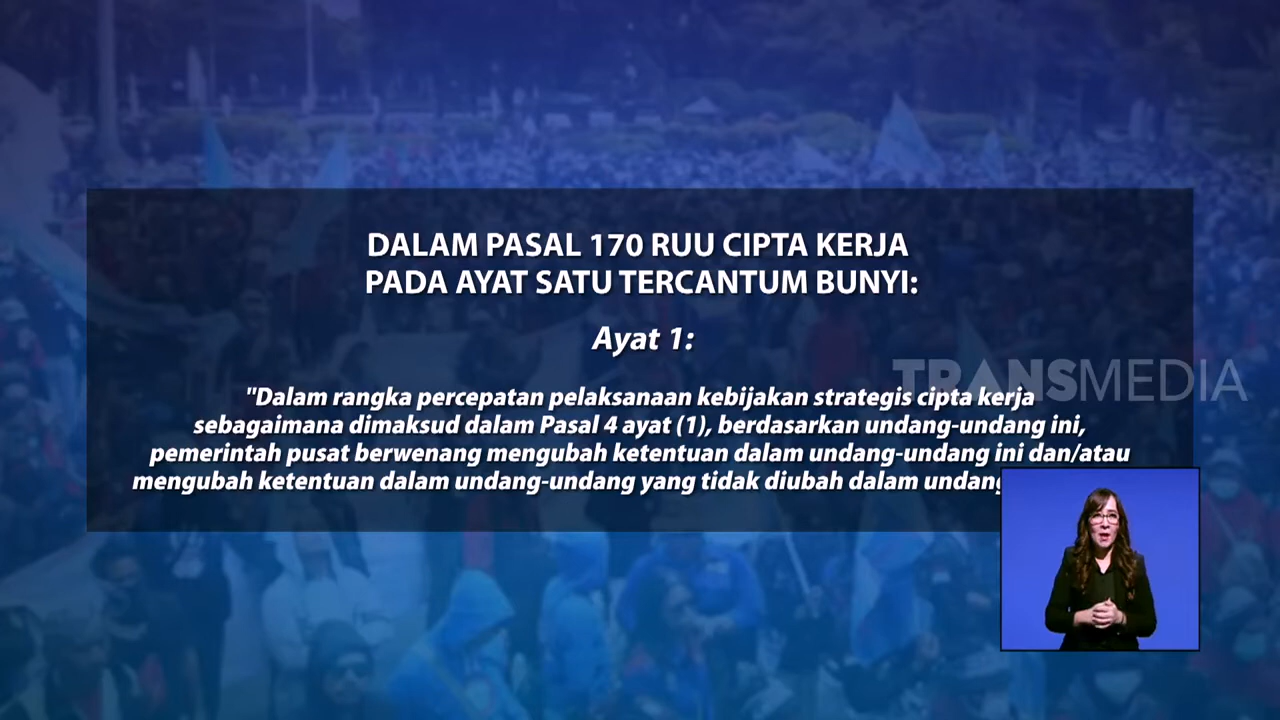 DALAM PASAL 170 RUU CIPTA KERJA
PADA AYAT SATU TERCANTUM BUNYI:
Ayat 1:
"Dalam rangka percepatan pelaksanaan kebijakan strategis cipta kerja
sebagaimana dimaksud dalam Pasal 4 ayat (1), berdasarkan undang-undang ini,
pemerintah pusat berwenang mengubah ketentuan dalam undang-undang ini dan/atau
mengubah ketentuan dalam undang-undang yang tidak diubah dalam
TRANSMEDIA